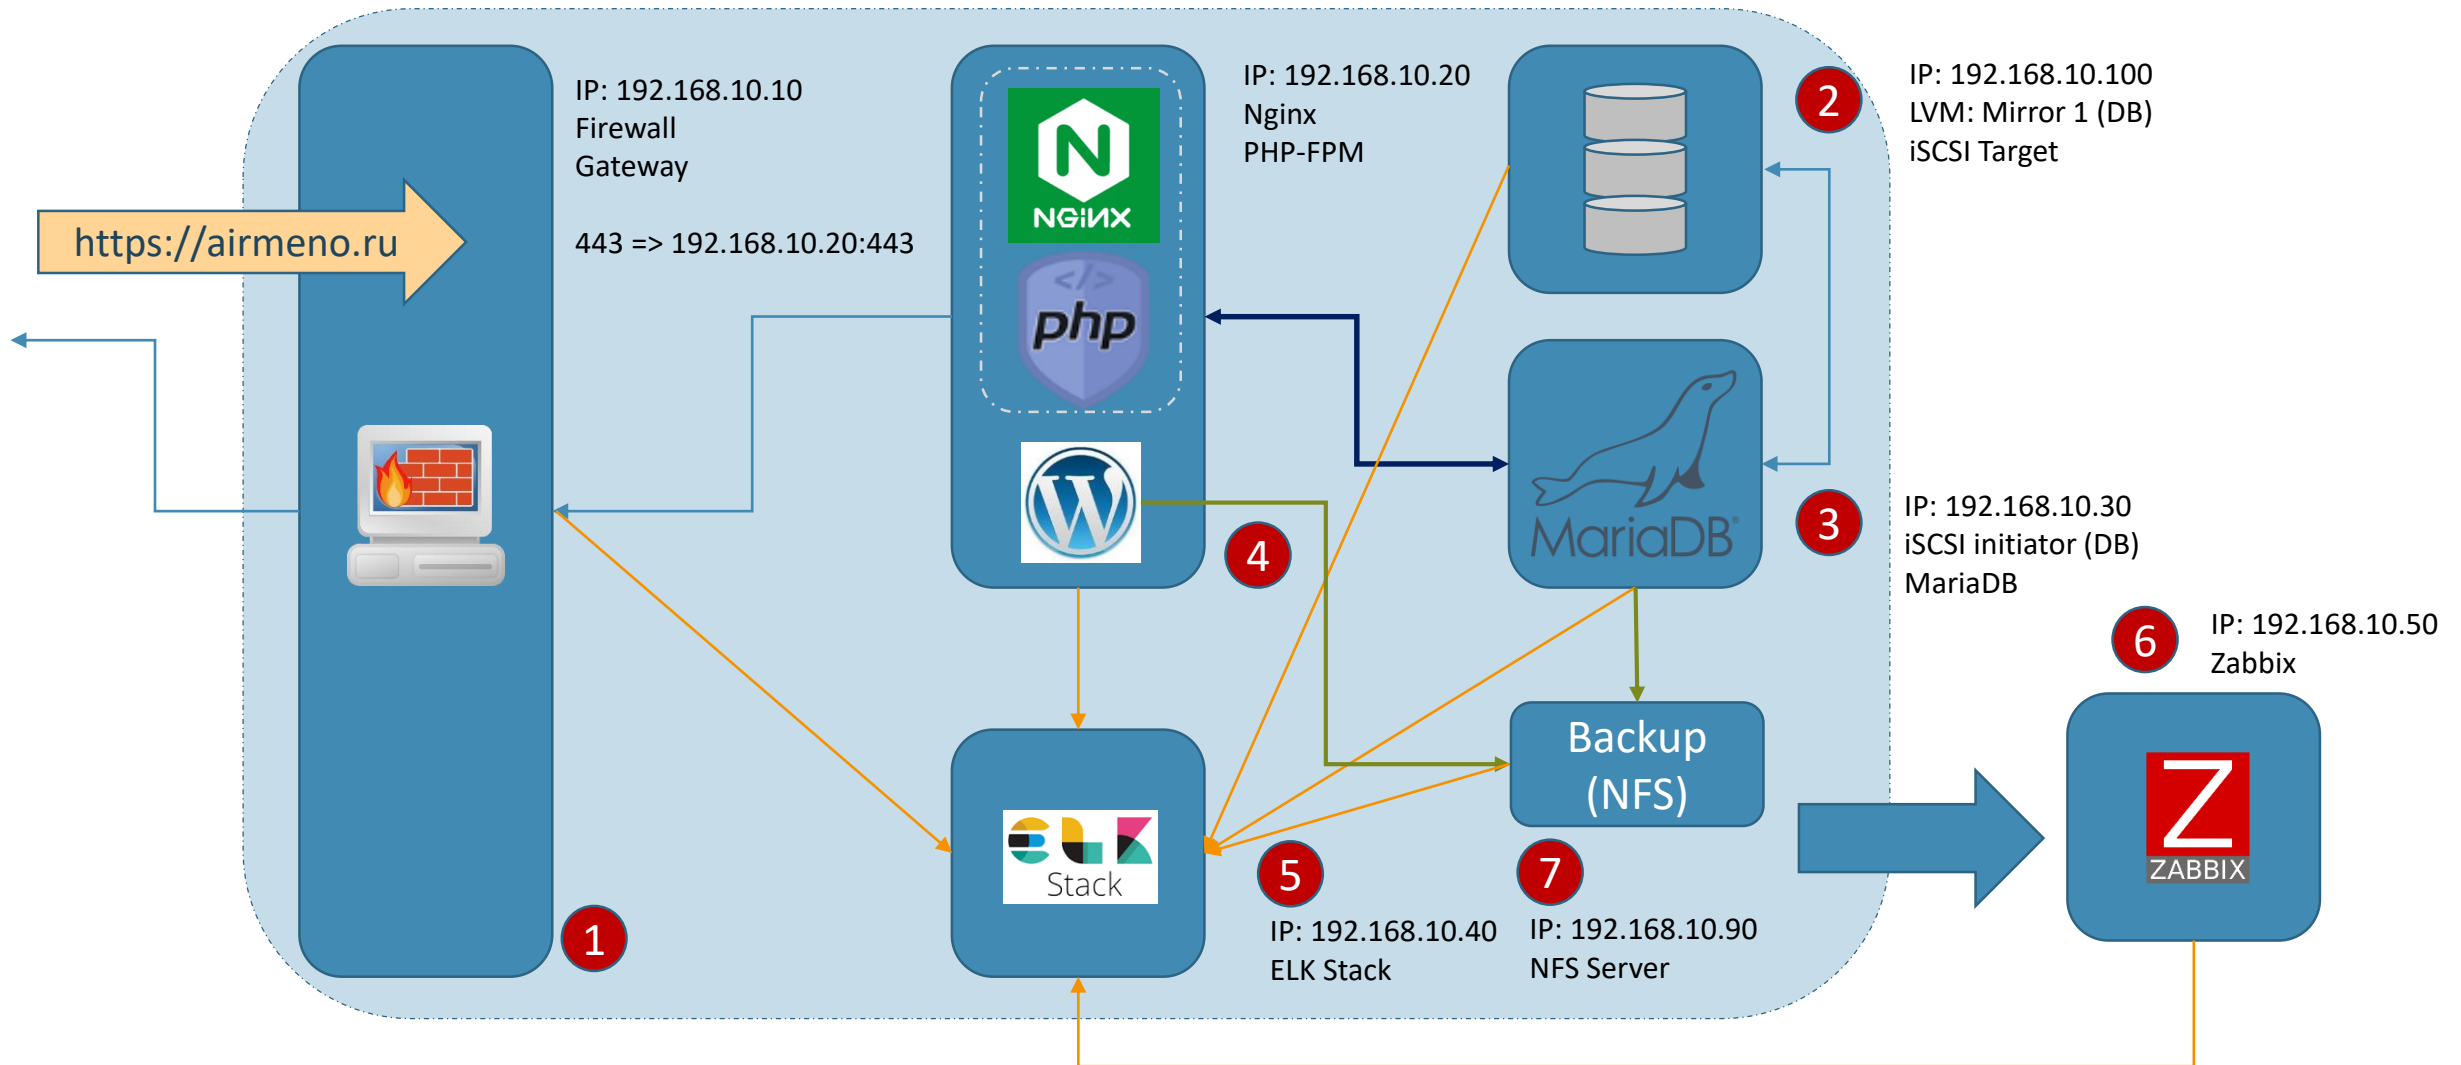 https://airmeno.ru
IP: 192.168.10.10
Firewall
Gateway
443 => 192.168.10.20:443
1
NGiNX
</>
php
W
IP: 192.168.10.20
Nginx
PHP-FPM
4
2
IP: 192.168.10.100
LVM: Mirror 1 (DB)
iSCSI Target
MariaDB
3
IP: 192.168.10.30
iSCSI initiator (DB)
MariaDB
ELK
Stack
5
IP: 192.168.10.40
ELK Stack
Backup
(NFS)
7
IP: 192.168.10.90
NFS Server
6
IP: 192.168.10.50
Zabbix
Z
ZABBIX